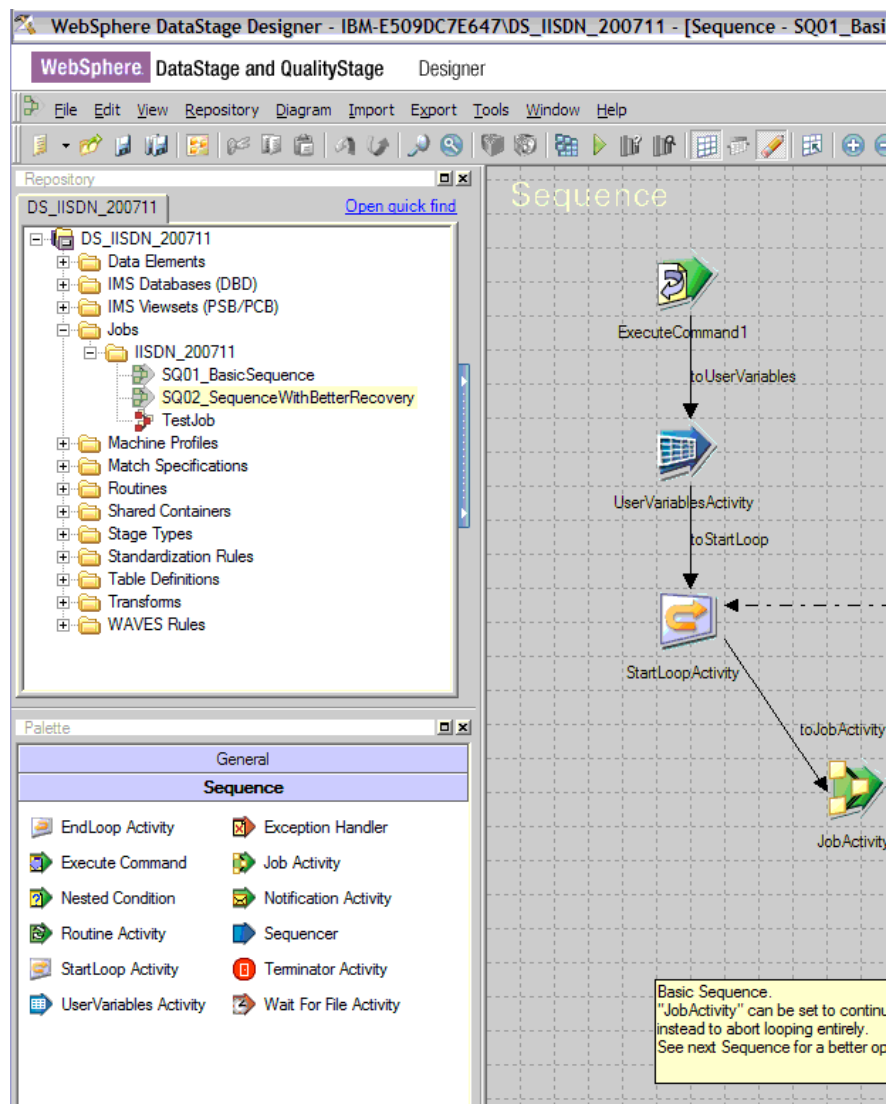 WebSphere DataStage Designer - IBM-E509DC7E647\DS_IISDN_200711 - [Sequence - SQ01_Basi
WebSphere. DataStage and QualityStage Designer
File Edit View Repository Diagram Import Export Tools Window Help
Repository
DS_IISDN_200711 Open quick find
DS_IISDN_200711
Data Elements
IMS Databases (DBD)
IMS Viewsets (PSB/PCB)
Jobs
IISDN_200711
SQ01_BasicSequence
SQ02_SequenceWithBetterRecovery
TestJob
Machine Profiles
Match Specifications
Routines
Shared Containers
Stage Types
Standardization Rules
Table Definitions
Transforms
WAVES Rules
Palette
General
Sequence
EndLoop Activity Exception Handler
Execute Command Job Activity
Nested Condition Notification Activity
Routine Activity Sequencer
StartLoop Activity Terminator Activity
UserVariables Activity Wait For File Activity
Sequence
ExecuteCommand1
toUserVariables
UserVariablesActivity
toStartLoop
StartLoopActivity
toJobActivity
JobActivity
Basic Sequence.
"JobActivity" can be set to continu
instead to abort looping entirely.
See next Sequence for a better op